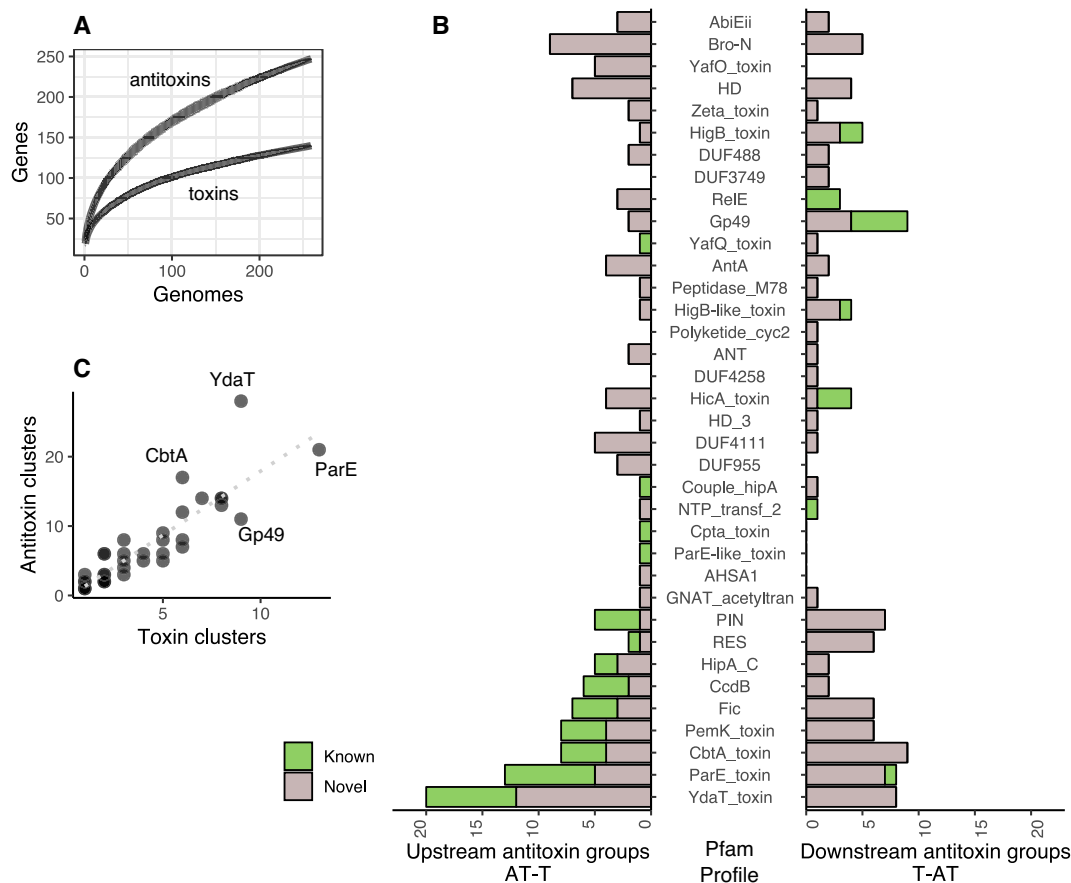 A
250
200
150
100
50
Genes
antitoxins
toxins
0
100
200
Genomes
C
YdaT
CbtA
ParE
Gp49
20
10
0
Antitoxin clusters
5
10
Toxin clusters
B
AbiEii
Bro-N
YafO_toxin
HD
Zeta_toxin
HigB_toxin
DUF488
DUF3749
RelE
Gp49
YafQ_toxin
AntA
Peptidase_M78
HigB-like_toxin
Polyketide_cyc2
ANT
DUF4258
HicA_toxin
HD_3
DUF4111
DUF955
Couple_hipA
NTP_transf_2
Cpta_toxin
ParE-like_toxin
AHSA1
GNAT_acetyltran
PIN
RES
HipA_C
CcdB
Fic
PemK_toxin
CbtA_toxin
ParE_toxin
YdaT_toxin
Known
Novel
20 15 10 5 0
Upstream antitoxin groups
AT-T
Pfam
Profile
0 5 10 15 20
Downstream antitoxin groups
T-AT